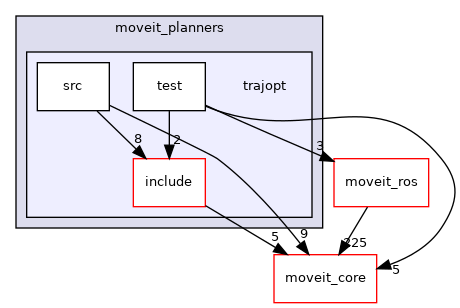 moveit_planners
src
test
trajopt
8
2
3
include
moveit_ros
5
9
225
5
moveit_core